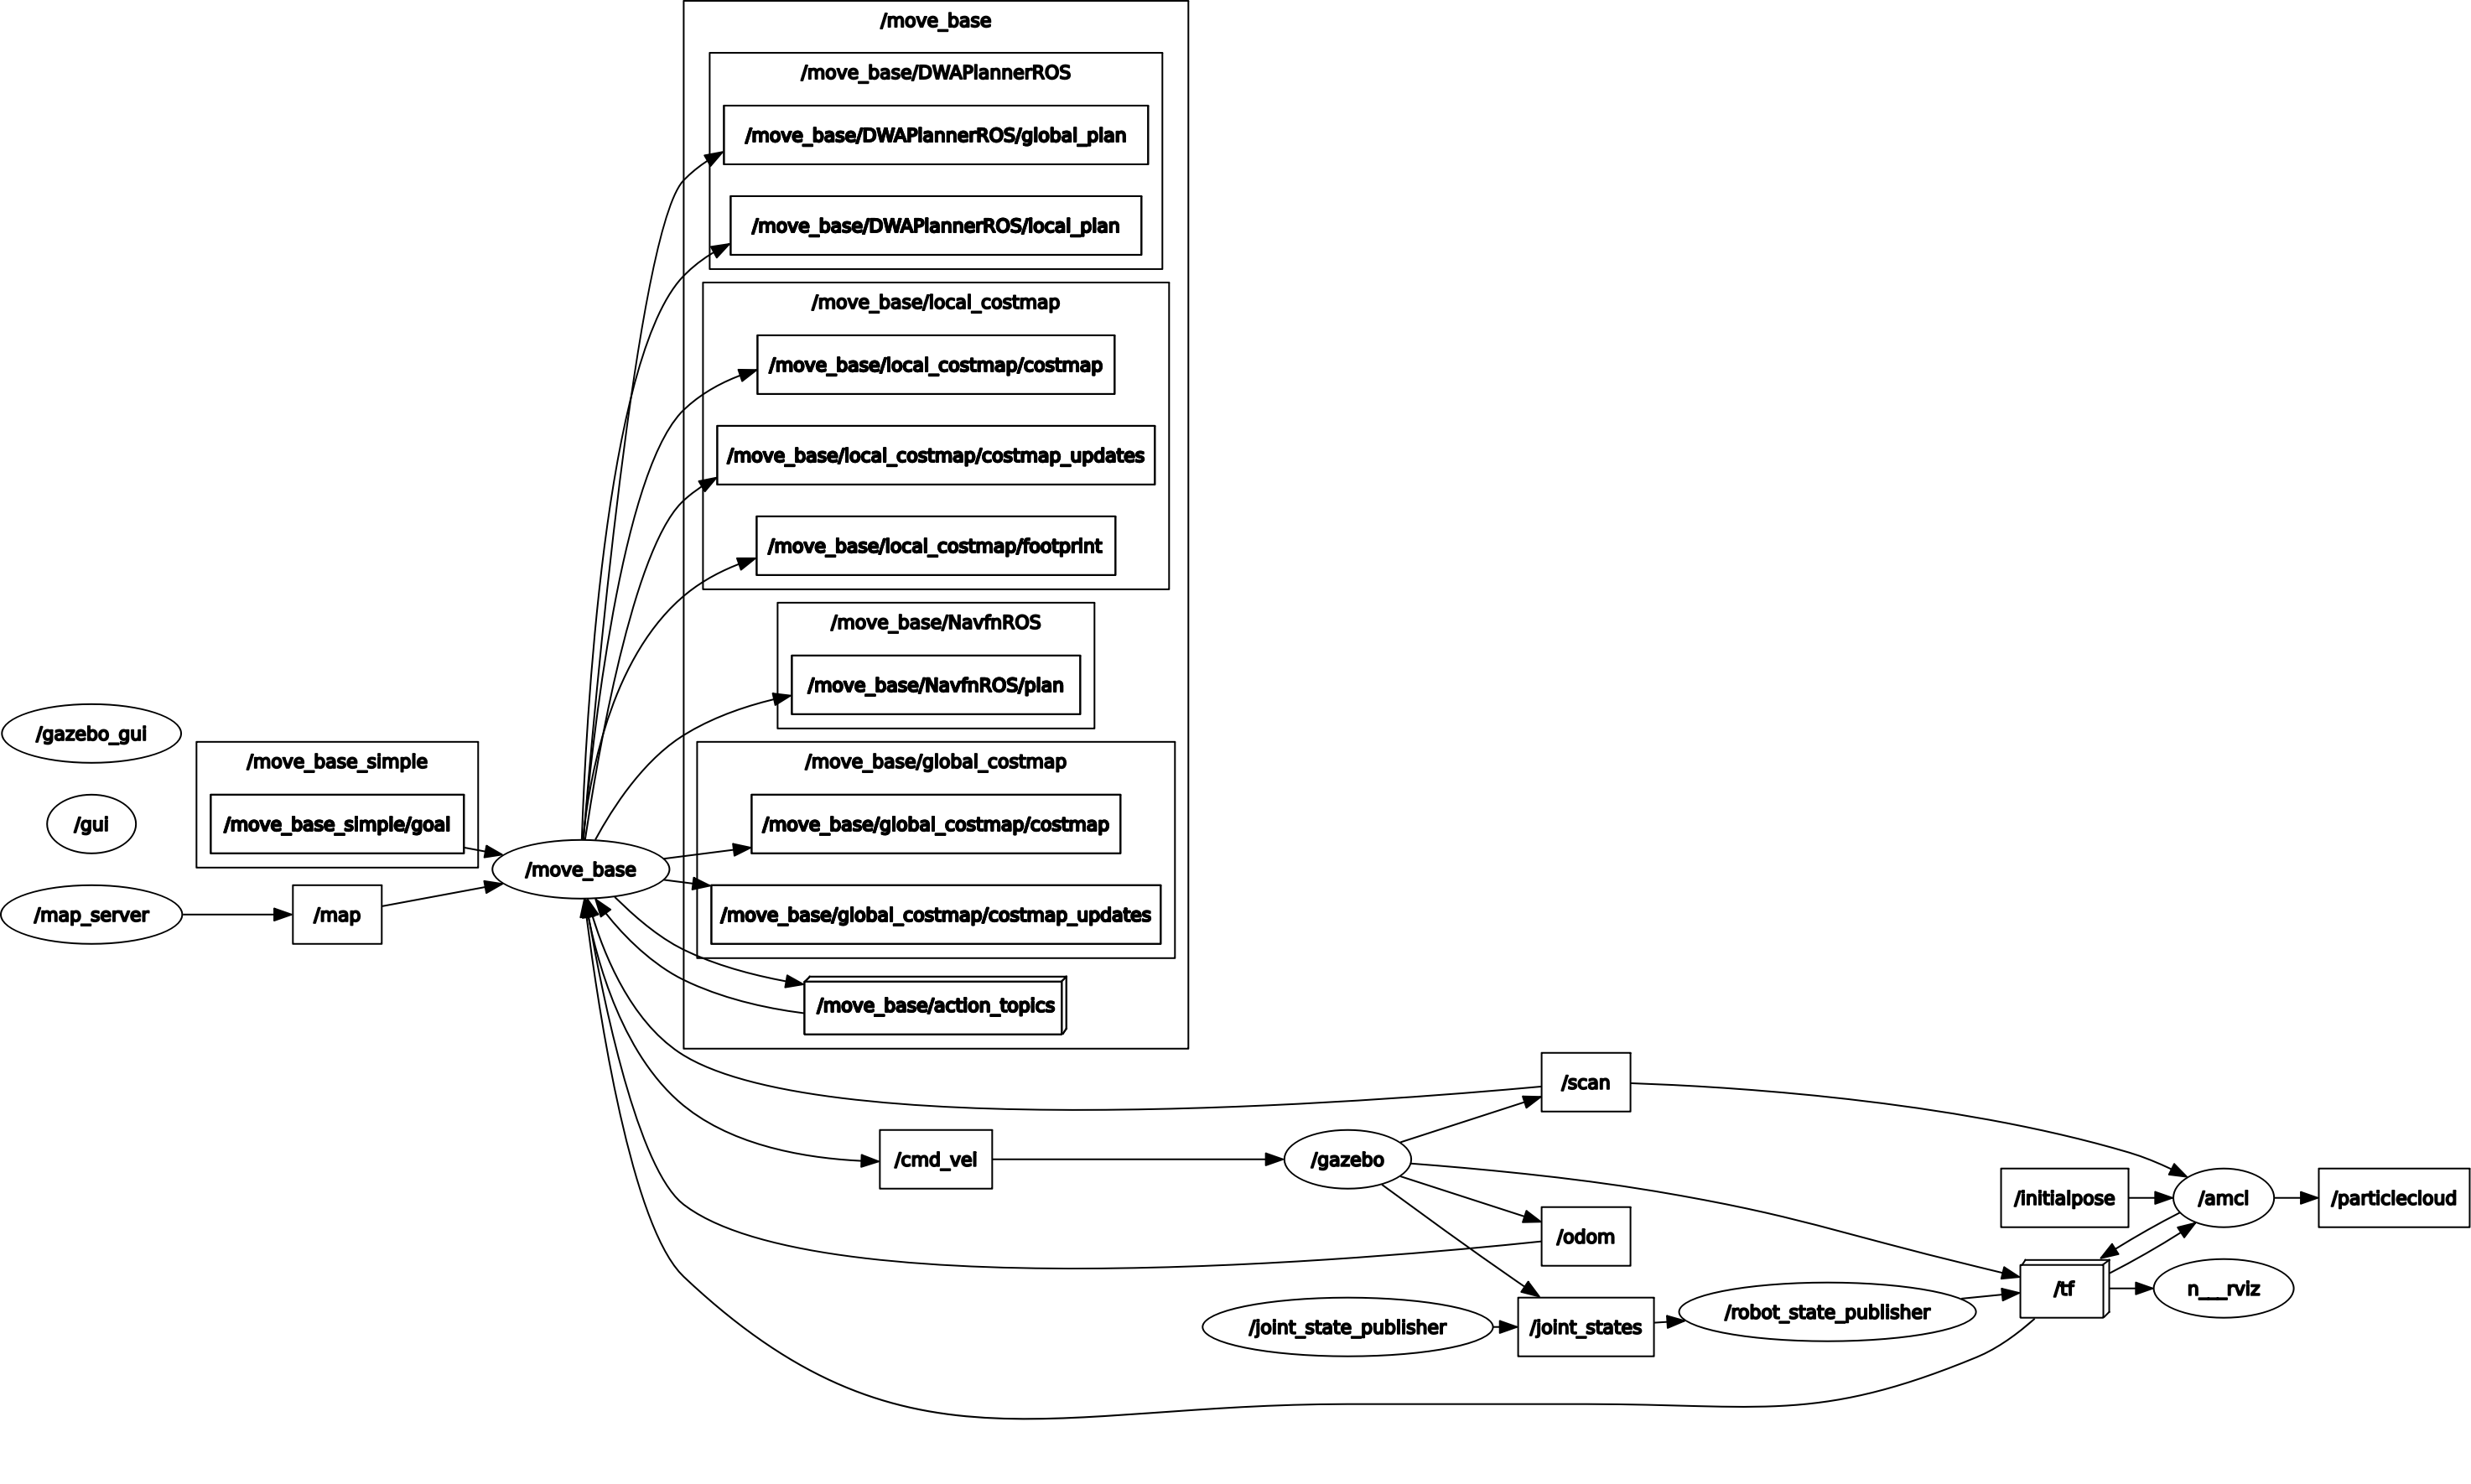 /move_base
/move_base/DWAPlannerROS
/move_base/DWAPlannerROS/global_plan
/move_base/DWAPlannerROS/local_plan
/move_base/local_costmap
/move_base/local_costmap/costmap
/move_base/local_costmap/costmap_updates
/move_base/local_costmap/footprint
/move_base/NavfnROS
/move_base/NavfnROS/plan
/gazebo_gui
/move_base_simple
/move_base/global_costmap
/gui
/move_base_simple/goal
/move_base/global_costmap/costmap
/move_base
/map_server
/map
/move_base/global_costmap/costmap_updates
/move_base/action_topics
/scan
/cmd_vel
/gazebo
/initialpose
/amcl
/particlecloud
/odom
/tf
n___rviz
/robot_state_publisher
/joint_state_publisher
/joint_states